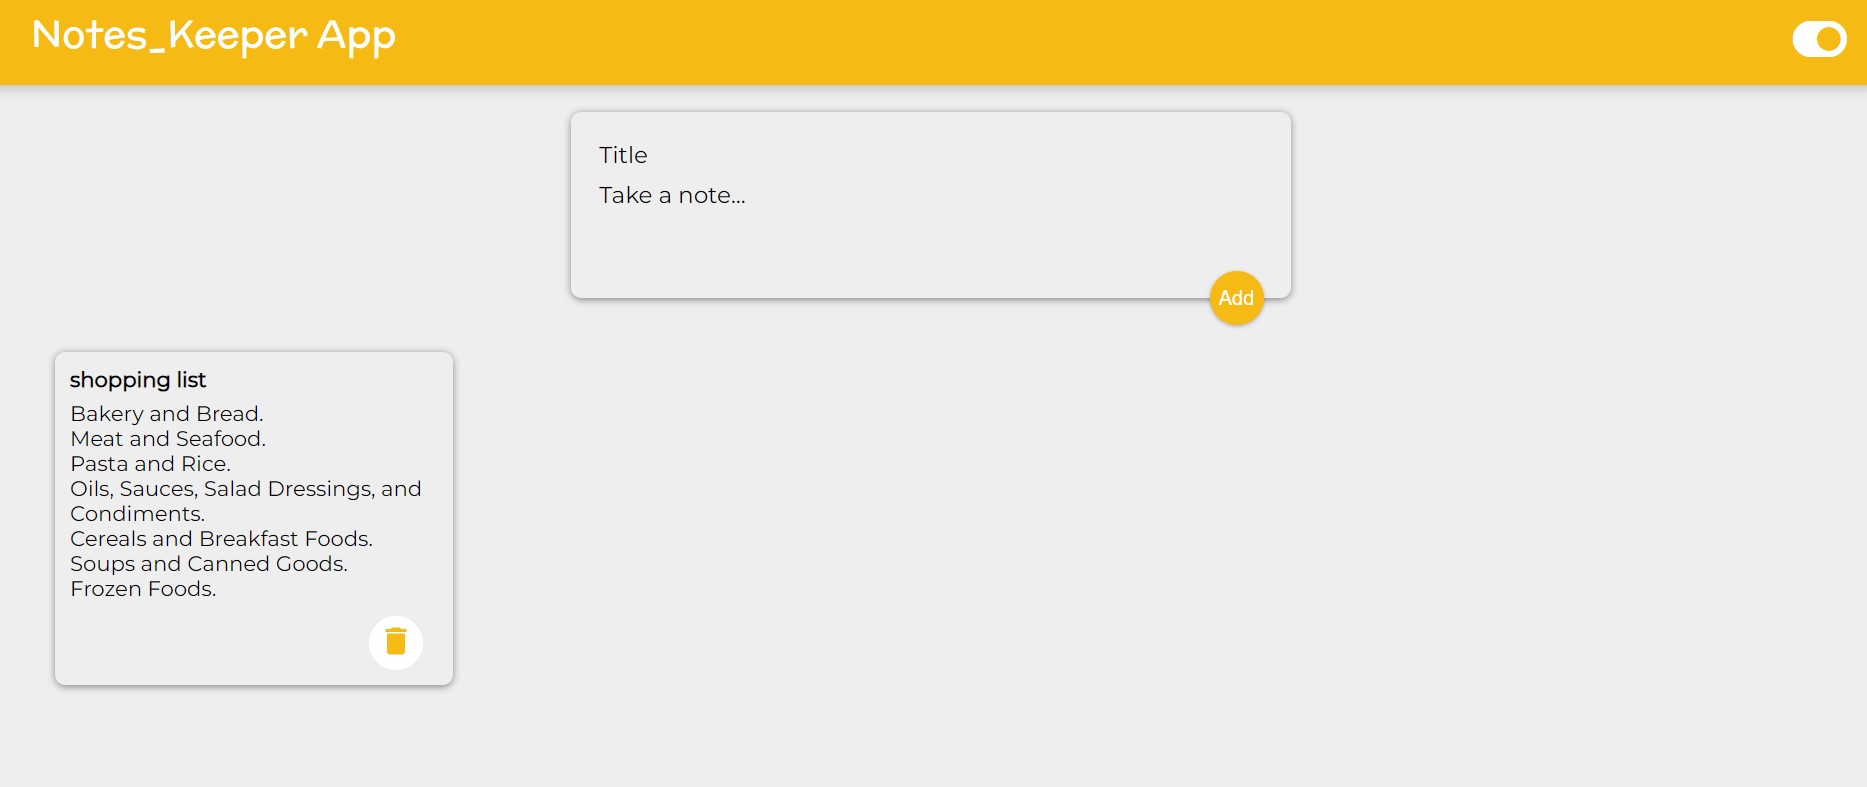 Notes_Keeper App
Title
Take a note...
Add
shopping list
Bakery and Bread.
Meat and Seafood.
Pasta and Rice.
Oils, Sauces, Salad Dressings, and
Condiments.
Cereals and Breakfast Foods.
Soups and Canned Goods.
Frozen Foods.